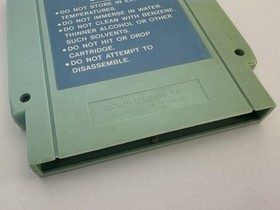 • DO NOT STORE IN EX
TEMPERATURES.
• DO NOT IMMERSE IN WATER.
• DO NOT CLEAN WITH BENZENE,
THINNER ALCOHOL OR OTHER
SUCH SOLVENTS.
• DO NOT HIT OR DROP
CARTRIDGE.
• DO NOT ATTEMPT TO
DISASSEMBLE.